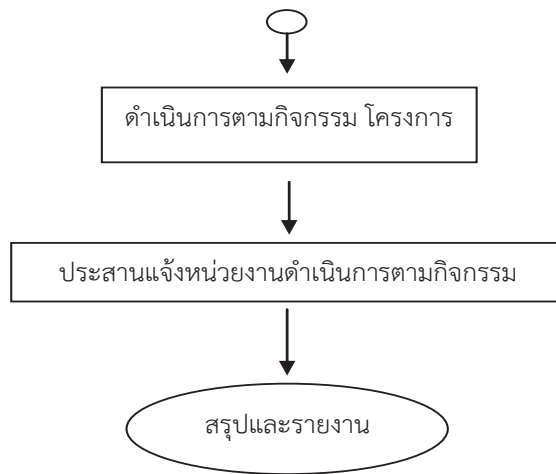 ดำเนินการตามกิจกรรม โครงการ
ประสานแจ้งหน่วยงานดำเนินการตามกิจกรรม
สรุปและรายงาน